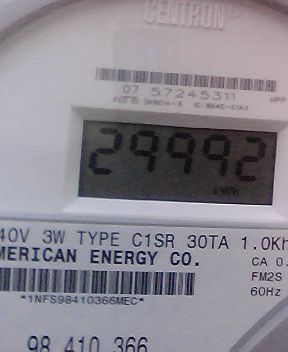 CENTRON®
07 57245311
29992
kWh
40V 3W TYPE C1SR 30TA 1.0Kh
MERICAN ENERGY CO.
CA 0.
FM2S
*1NFS98410366MEC*
60Hz
98 410 366